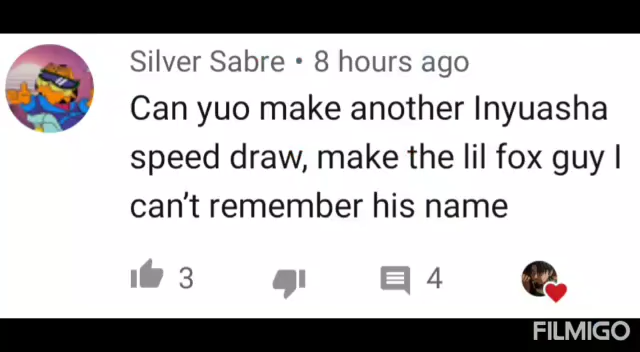 Silver Sabre • 8 hours ago
Can yuo make another Inyuasha
speed draw, make the lil fox guy I
can't remember his name
3
4
FILMIGO